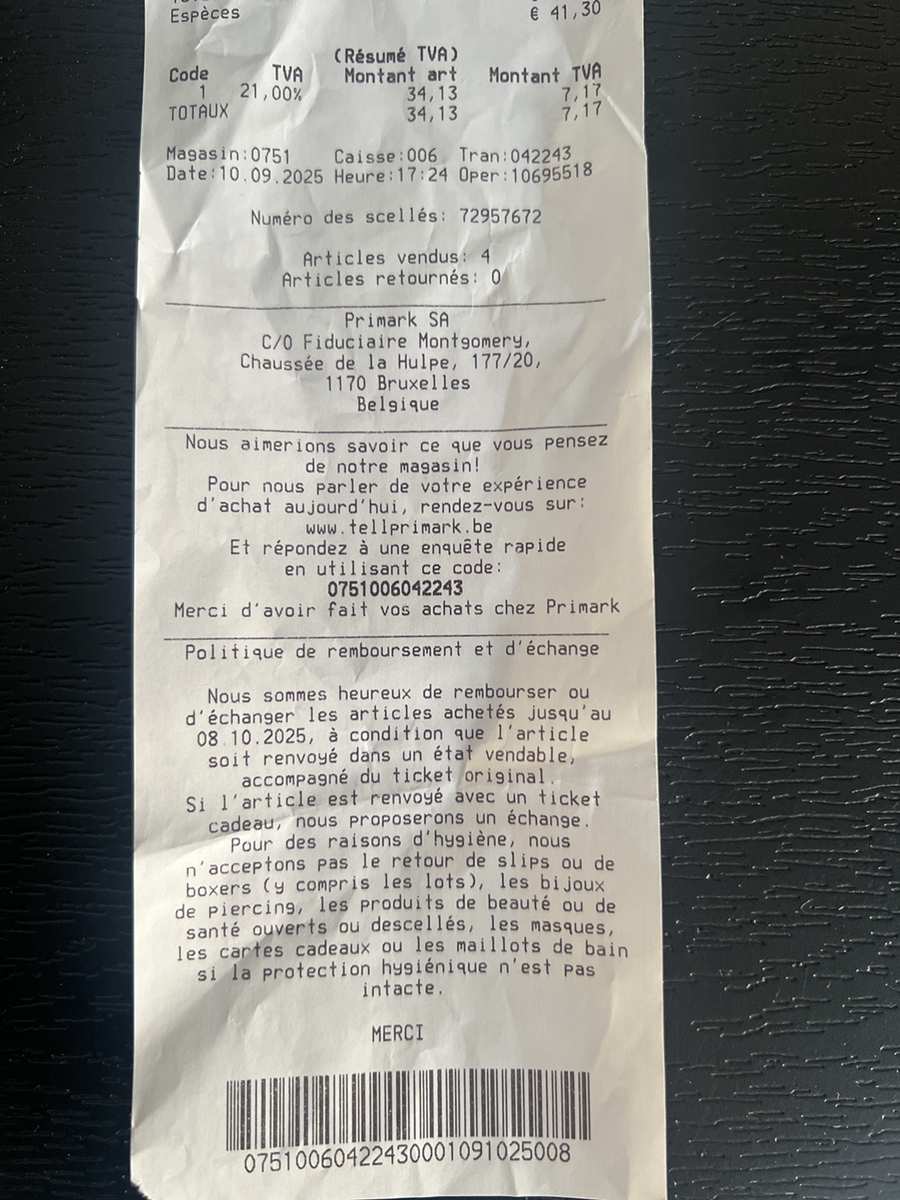 Espèces € 41,30
(Résumé TVA)
Code TVA Montant art Montant TVA
1 21,00% 34,13 7,17
TOTAUX 34,13 7,17
Magasin:0751 Caisse:006 Tran:042243
Date:10.09.2025 Heure:17:24 Oper:10695518
Numéro des scellés: 72957672
Articles vendus: 4
Articles retournés: 0
Primark SA
C/O Fiduciaire Montgomery,
Chaussée de la Hulpe, 177/20,
1170 Bruxelles
Belgique
Nous aimerions savoir ce que vous pensez
de notre magasin!
Pour nous parler de votre expérience
d'achat aujourd'hui, rendez-vous sur:
www.tellprimark.be
Et répondez à une enquête rapide
en utilisant ce code:
0751006042243
Merci d'avoir fait vos achats chez Primark
Politique de remboursement et d'échange
Nous sommes heureux de rembourser ou
d'échanger les articles achetés jusqu'au
08.10.2025, à condition que l'article
soit renvoyé dans un état vendable,
accompagné du ticket original.
Si l'article est renvoyé avec un ticket
cadeau, nous proposerons un échange.
Pour des raisons d'hygiène, nous
n'acceptons pas le retour de slips ou de
boxers (y compris les lots), les bijoux
de piercing, les produits de beauté ou de
santé ouverts ou descellés, les masques,
les cartes cadeaux ou les maillots de bain
si la protection hygiénique n'est pas
intacte.
MERCI
07510060422430001091025008